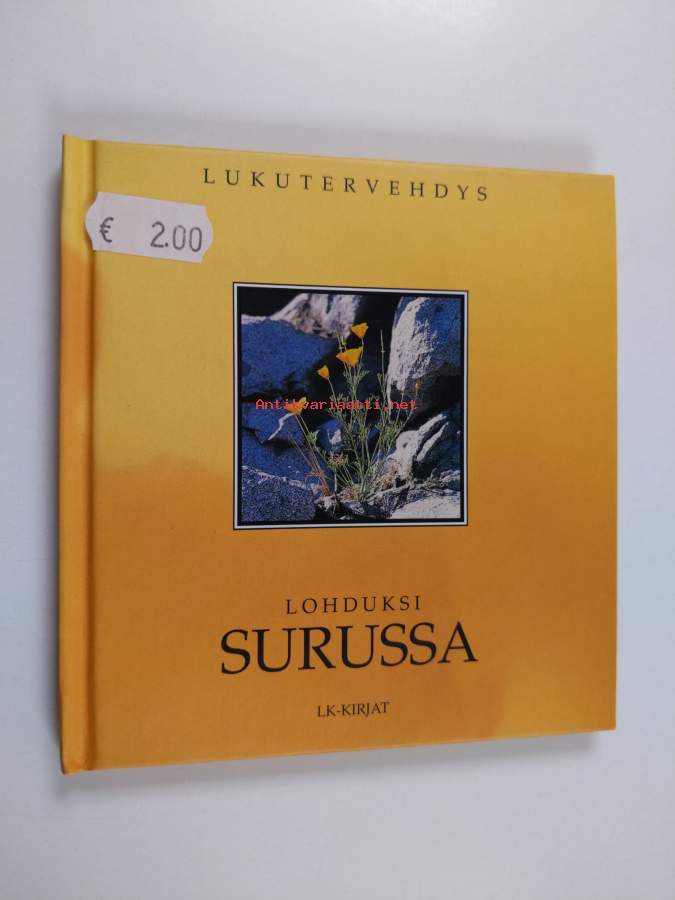 LUKUTERVEHDYS
€ 2.00
Antikvariaatti.net
LOHDUKSI
SURUSSA
LK-KIRJAT